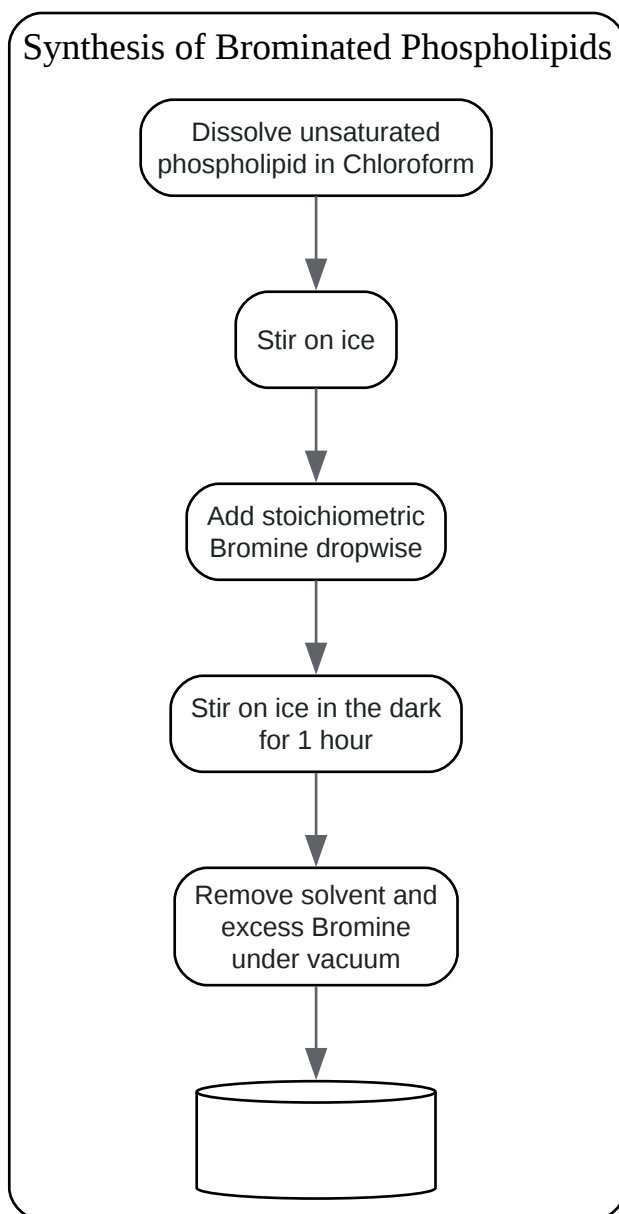 Synthesis of Brominated Phospholipids
Dissolve unsaturated
phospholipid in Chloroform
Stir on ice
Add stoichiometric
Bromine dropwise
Stir on ice in the dark
for 1 hour
Remove solvent and
excess Bromine
under vacuum